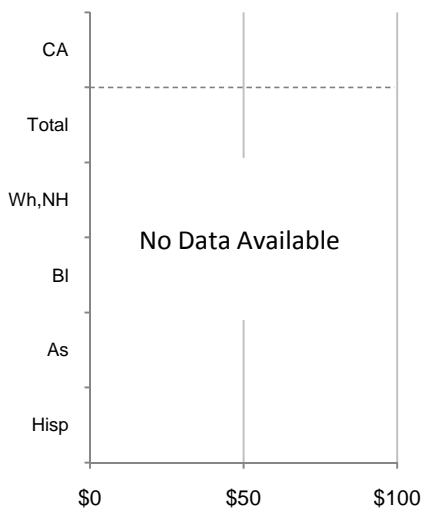 CA
Total
Wh,NH
No Data Available
Bl
As
Hisp
$0 $50 $100